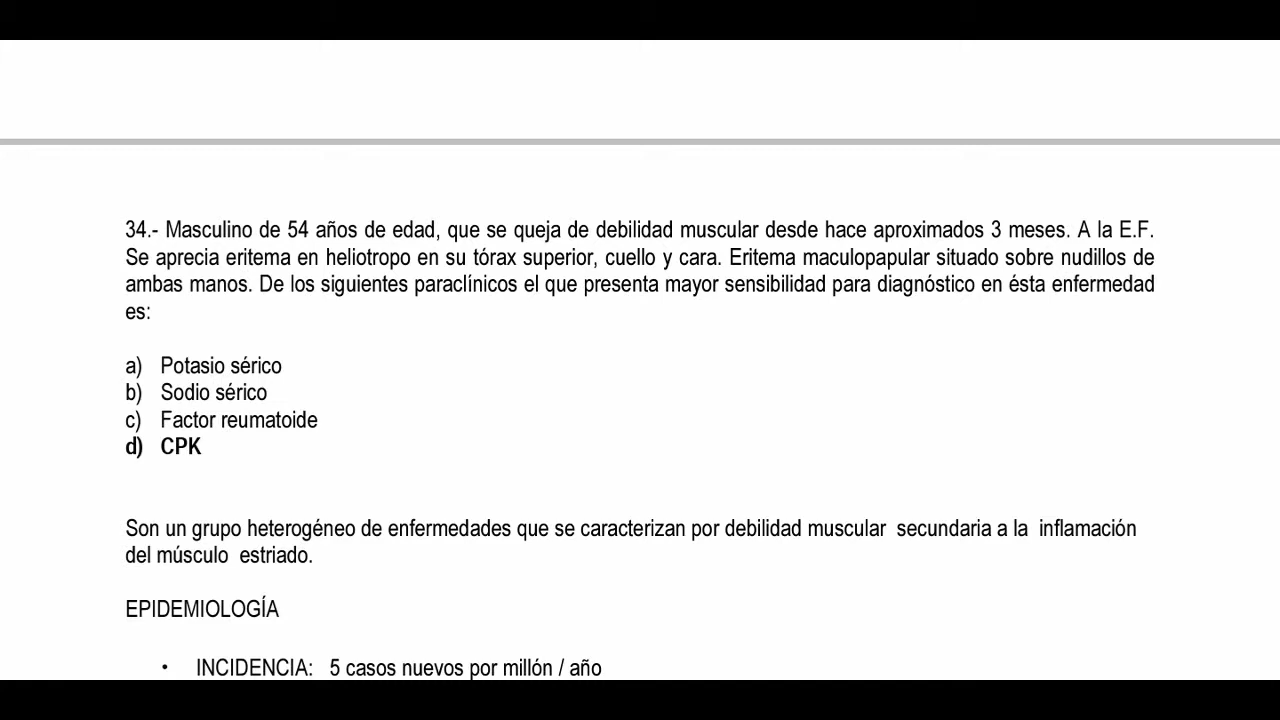 34.- Masculino de 54 años de edad, que se queja de debilidad muscular desde hace aproximados 3 meses. A la E.F.
Se aprecia eritema en heliotropo en su tórax superior, cuello y cara. Eritema maculopapular situado sobre nudillos de
ambas manos. De los siguientes paraclínicos el que presenta mayor sensibilidad para diagnóstico en ésta enfermedad
es:
a) Potasio sérico
b) Sodio sérico
c) Factor reumatoide
d) CPK
Son un grupo heterogéneo de enfermedades que se caracterizan por debilidad muscular secundaria a la inflamación
del músculo estriado.
EPIDEMIOLOGÍA
• INCIDENCIA: 5 casos nuevos por millón / año